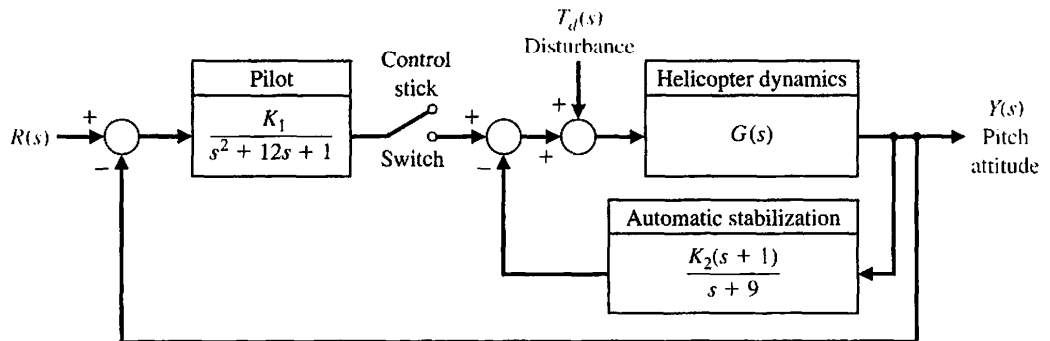 T_d(s)
Disturbance
Control
stick
Pilot
Helicopter dynamics
R(s)
+
−
K_1
s^2 + 12s + 1
Switch
+
−
+
+
G(s)
Y(s)
Pitch
attitude
Automatic stabilization
K_2(s + 1)
s + 9